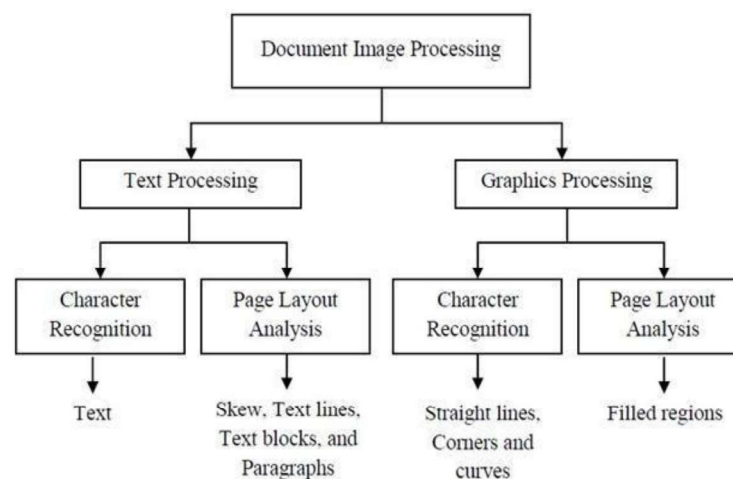 Document Image Processing
Text Processing
Graphics Processing
Character
Recognition
Page Layout
Analysis
Character
Recognition
Page Layout
Analysis
Text
Skew, Text lines,
Text blocks, and
Paragraphs
Straight lines,
Corners and
curves
Filled regions